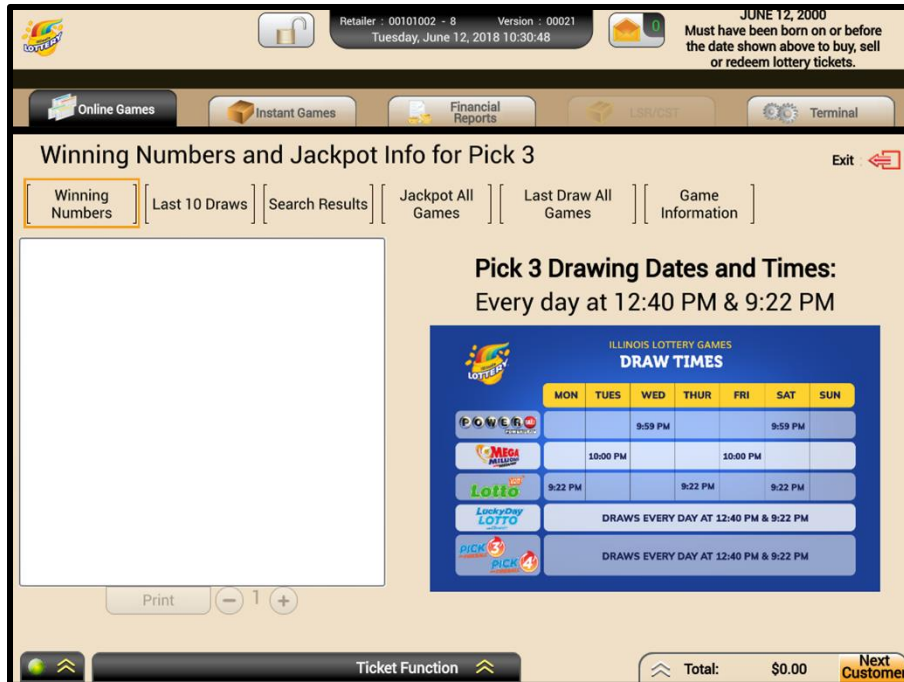 LOTTERY
Retailer : 00101002 - 8 Version : 00021
Tuesday, June 12, 2018 10:30:48
0
JUNE 12, 2000
Must have been born on or before
the date shown above to buy, sell
or redeem lottery tickets.
Online Games
Instant Games
Financial
Reports
LSR/CST
Terminal
Winning Numbers and Jackpot Info for Pick 3
Exit
Winning
Numbers
Last 10 Draws
Search Results
Jackpot All
Games
Last Draw All
Games
Game
Information
Pick 3 Drawing Dates and Times:
Every day at 12:40 PM & 9:22 PM
LOTTERY
ILLINOIS LOTTERY GAMES
DRAW TIMES
MON TUES WED THUR FRI SAT SUN
POWER 9:59 PM 9:59 PM
MEGA
MILLIONS 10:00 PM 10:00 PM
Lotto 9:22 PM 9:22 PM 9:22 PM
LuckyDay
LOTTO DRAWS EVERY DAY AT 12:40 PM & 9:22 PM
PICK 3
PICK 4 DRAWS EVERY DAY AT 12:40 PM & 9:22 PM
Print - 1 +
Ticket Function
Total: $0.00
Next
Customer